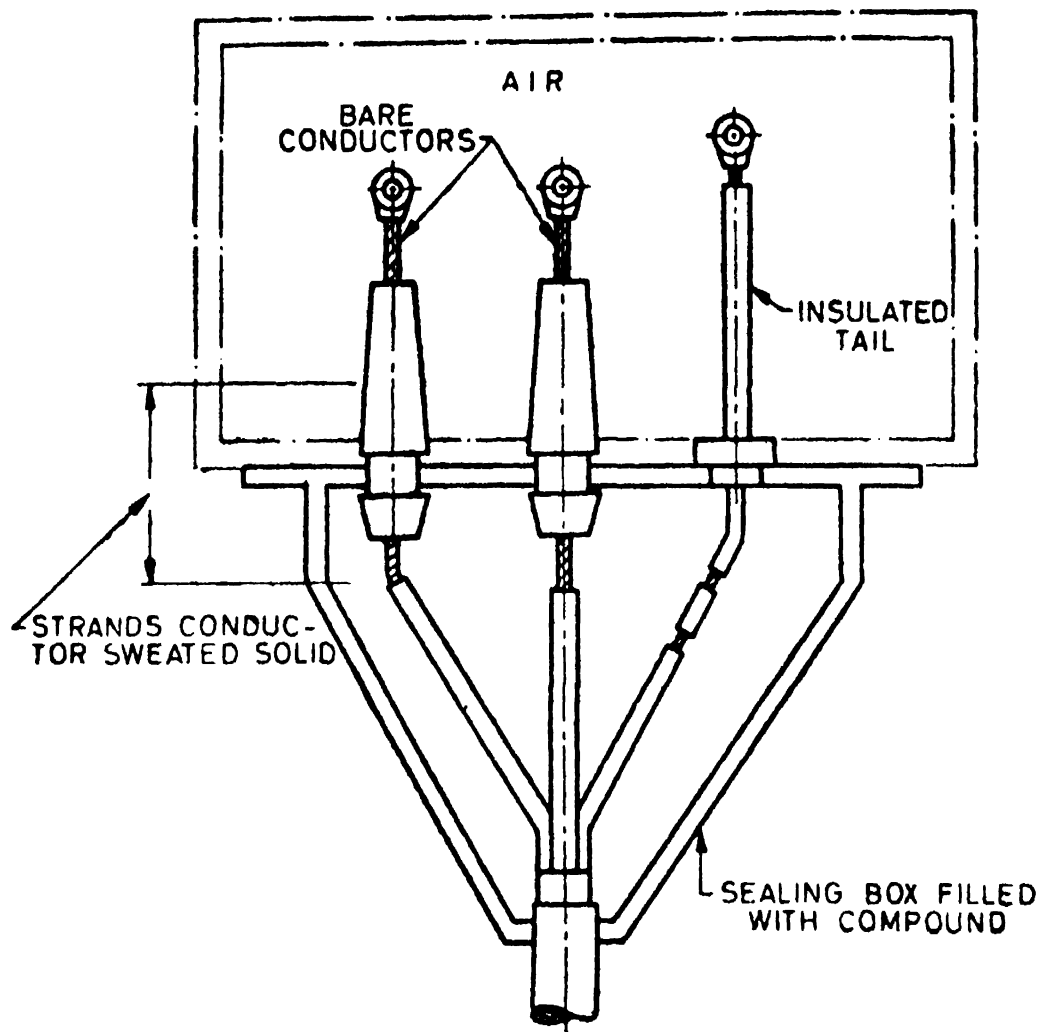 AIR
BARE
CONDUCTORS
INSULATED
TAIL
STRANDS CONDUC-
TOR SWEATED SOLID
SEALING BOX FILLED
WITH COMPOUND